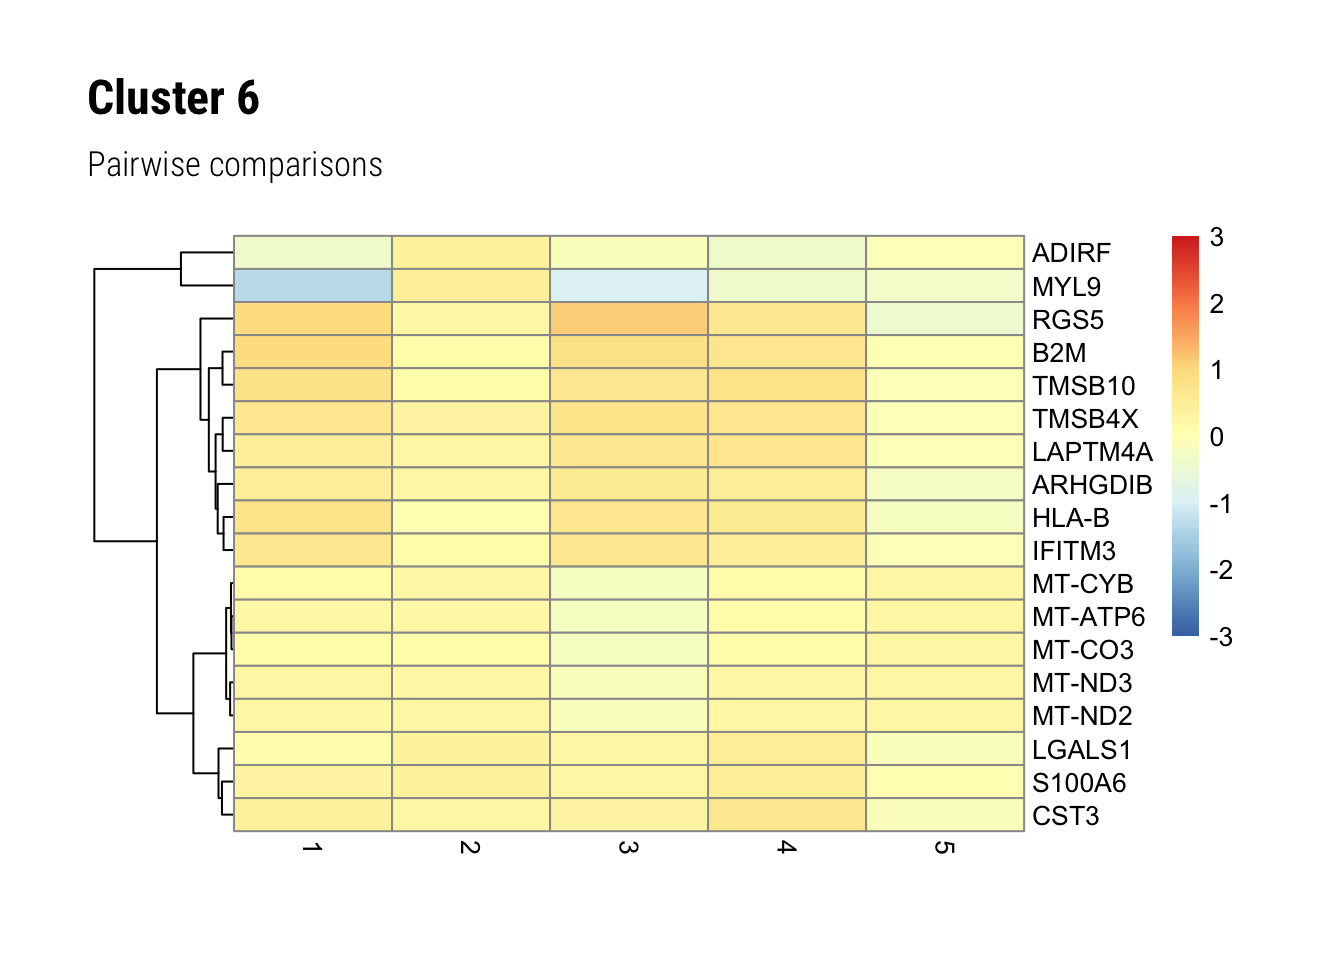 Cluster 6
Pairwise comparisons
ADIRF
MYL9
RGS5
B2M
TMSB10
TMSB4X
LAPTM4A
ARHGDIB
HLA-B
IFITM3
MT-CYB
MT-ATP6
MT-CO3
MT-ND3
MT-ND2
LGALS1
S100A6
CST3
3
2
1
0
-1
-2
-3
1 2 3 4 5